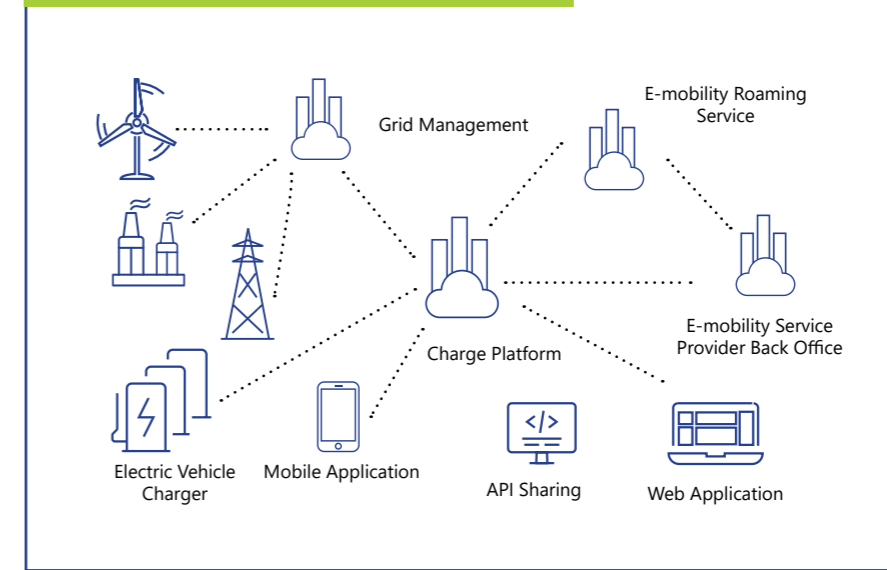 Grid Management
E-mobility Roaming
Service
E-mobility Service
Provider Back Office
Charge Platform
Electric Vehicle
Charger
Mobile Application
</>
API Sharing
Web Application